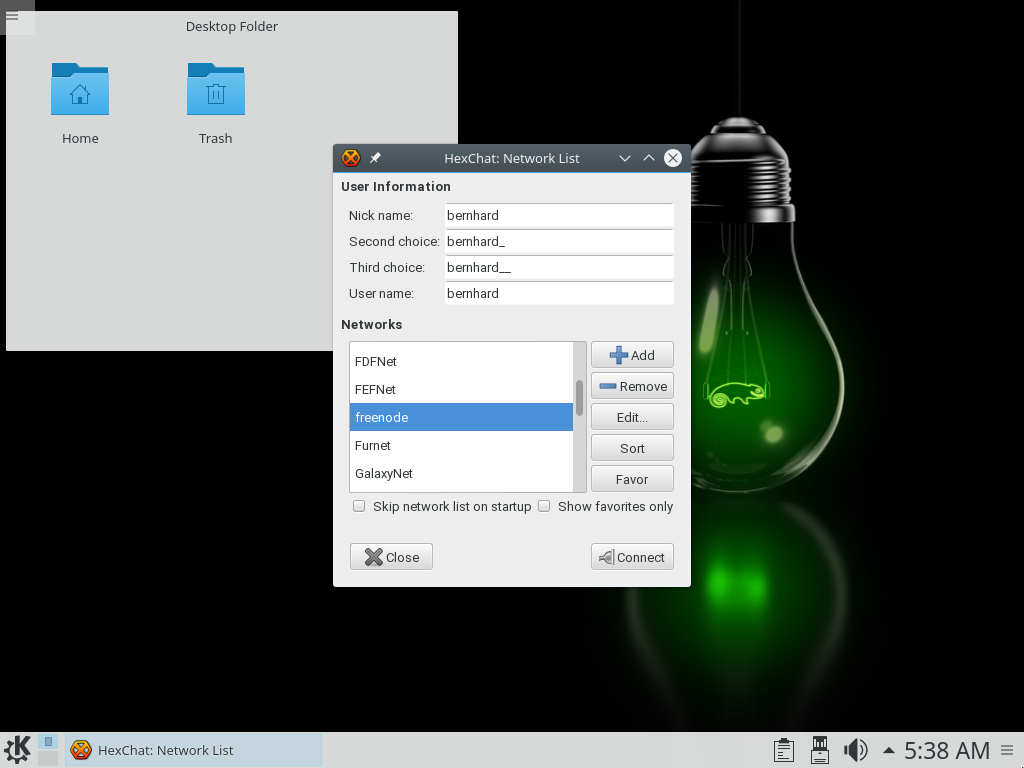 Desktop Folder
Home
Trash
HexChat: Network List
User Information
Nick name: bernhard
Second choice: bernhard_
Third choice: bernhard__
User name: bernhard
Networks
FDFNet
FEFNet
freenode
Furnet
GalaxyNet
Add
Remove
Edit...
Sort
Favor
Skip network list on startup
Show favorites only
Close
Connect
HexChat: Network List
5:38 AM